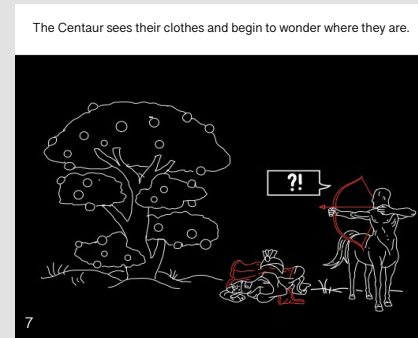 The Centaur sees their clothes and begin to wonder where they are.
?!
7